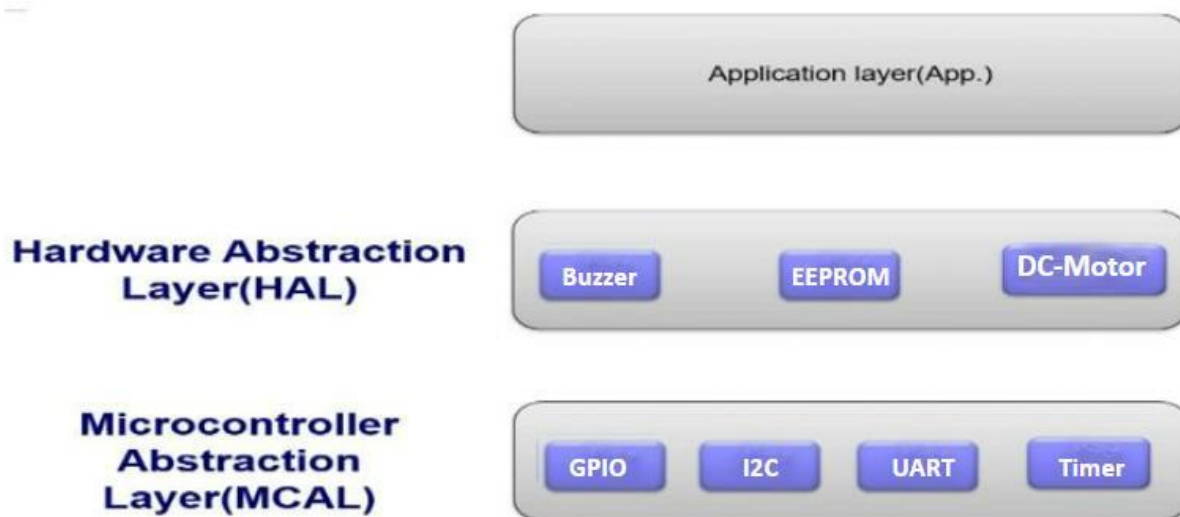 Application layer(App.)
Hardware Abstraction
Layer(HAL)
Buzzer
EEPROM
DC-Motor
Microcontroller
Abstraction
Layer(MCAL)
GPIO
I2C
UART
Timer